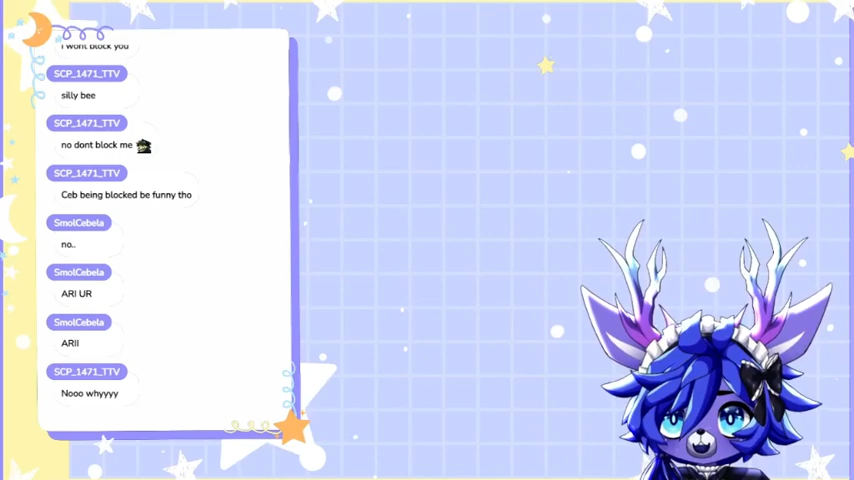 I wont block you
SCP_1471_TTV
silly bee
SCP_1471_TTV
no dont block me
SCP_1471_TTV
Ceb being blocked be funny tho
SmolCebela
no..
SmolCebela
ARI UR
SmolCebela
ARII
SCP_1471_TTV
Nooo whyyyy